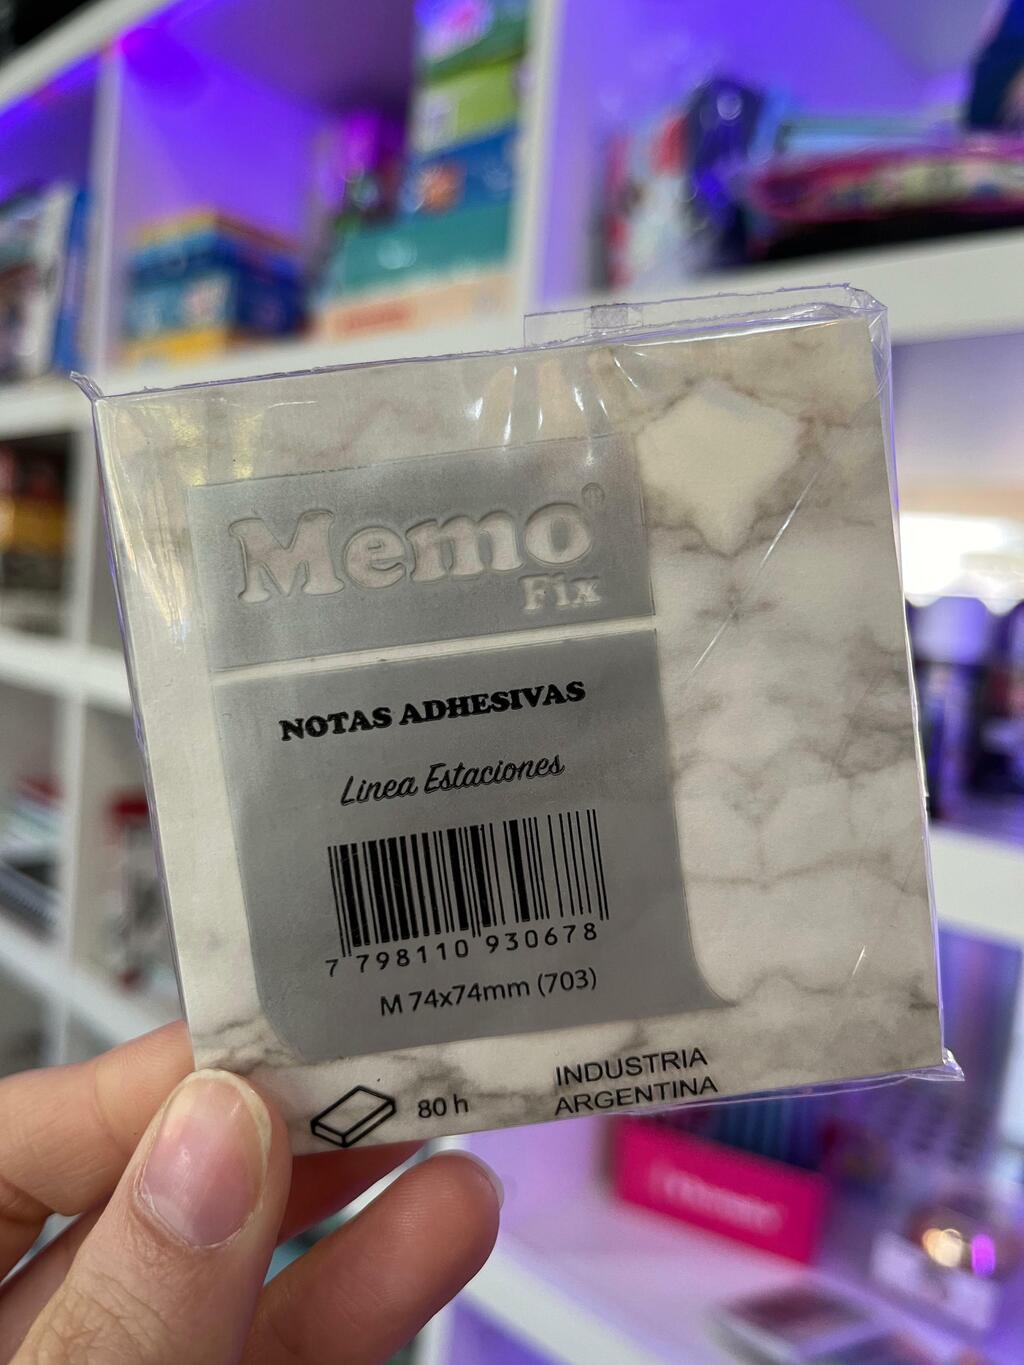 Memo®
Fix
NOTAS ADHESIVAS
Linea Estaciones
7 798110 930678
M 74x74mm (703)
80 h
INDUSTRIA
ARGENTINA